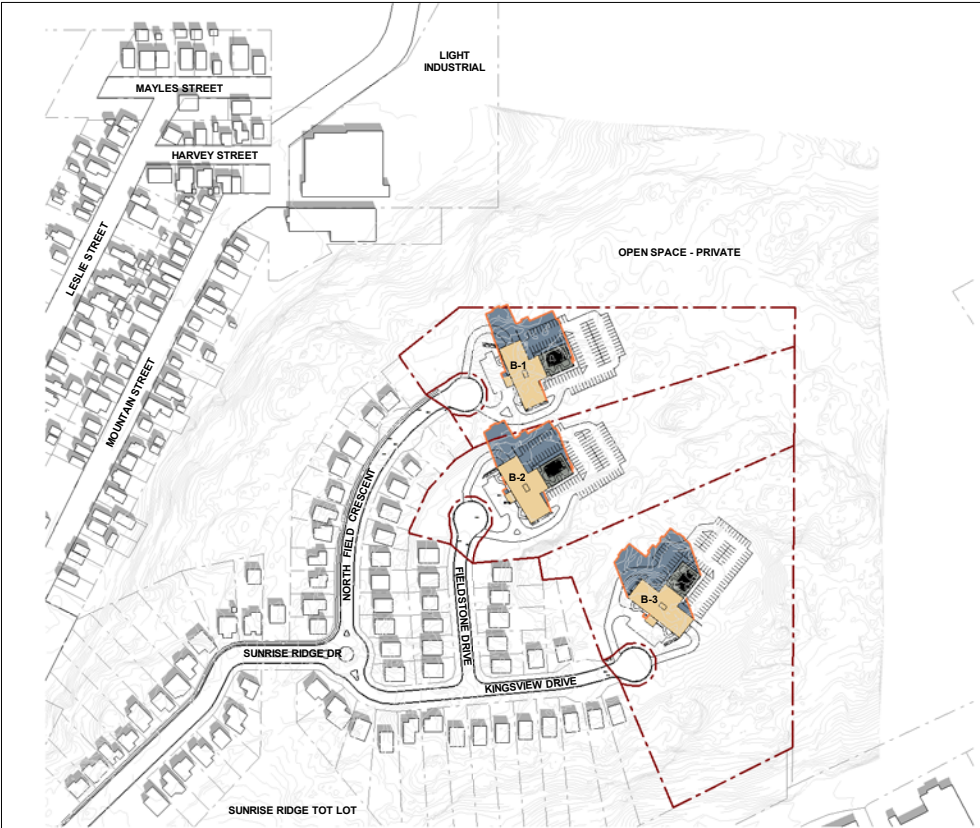 LIGHT
INDUSTRIAL
MAYLES STREET
HARVEY STREET
LESLIE STREET
OPEN SPACE - PRIVATE
MOUNTAIN STREET
B-1
B-2
NORTH FIELD CRESCENT
FIELDSTONE DRIVE
B-3
SUNRISE RIDGE DR
KINGSVIEW DRIVE
SUNRISE RIDGE TOT LOT